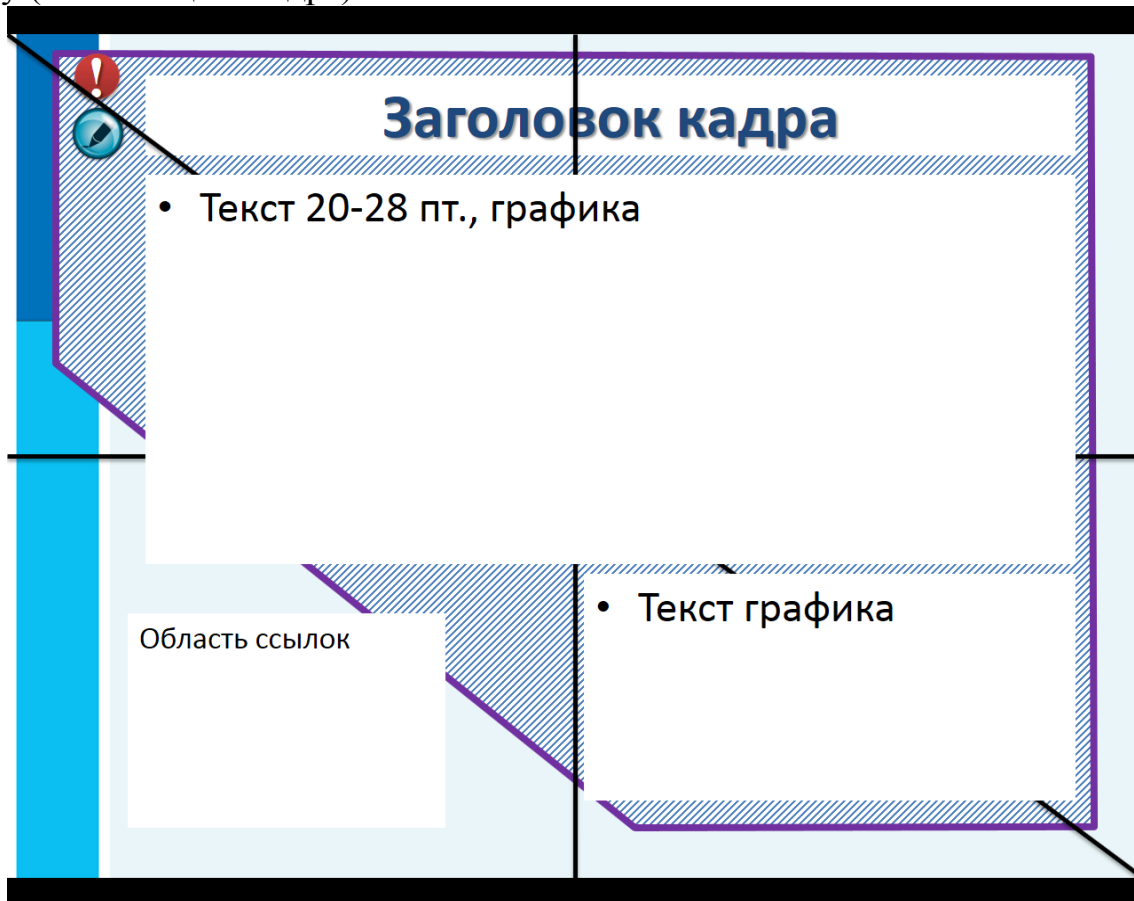 Заголовок кадра
• Текст 20-28 пт., графика
• Текст графика
Область ссылок